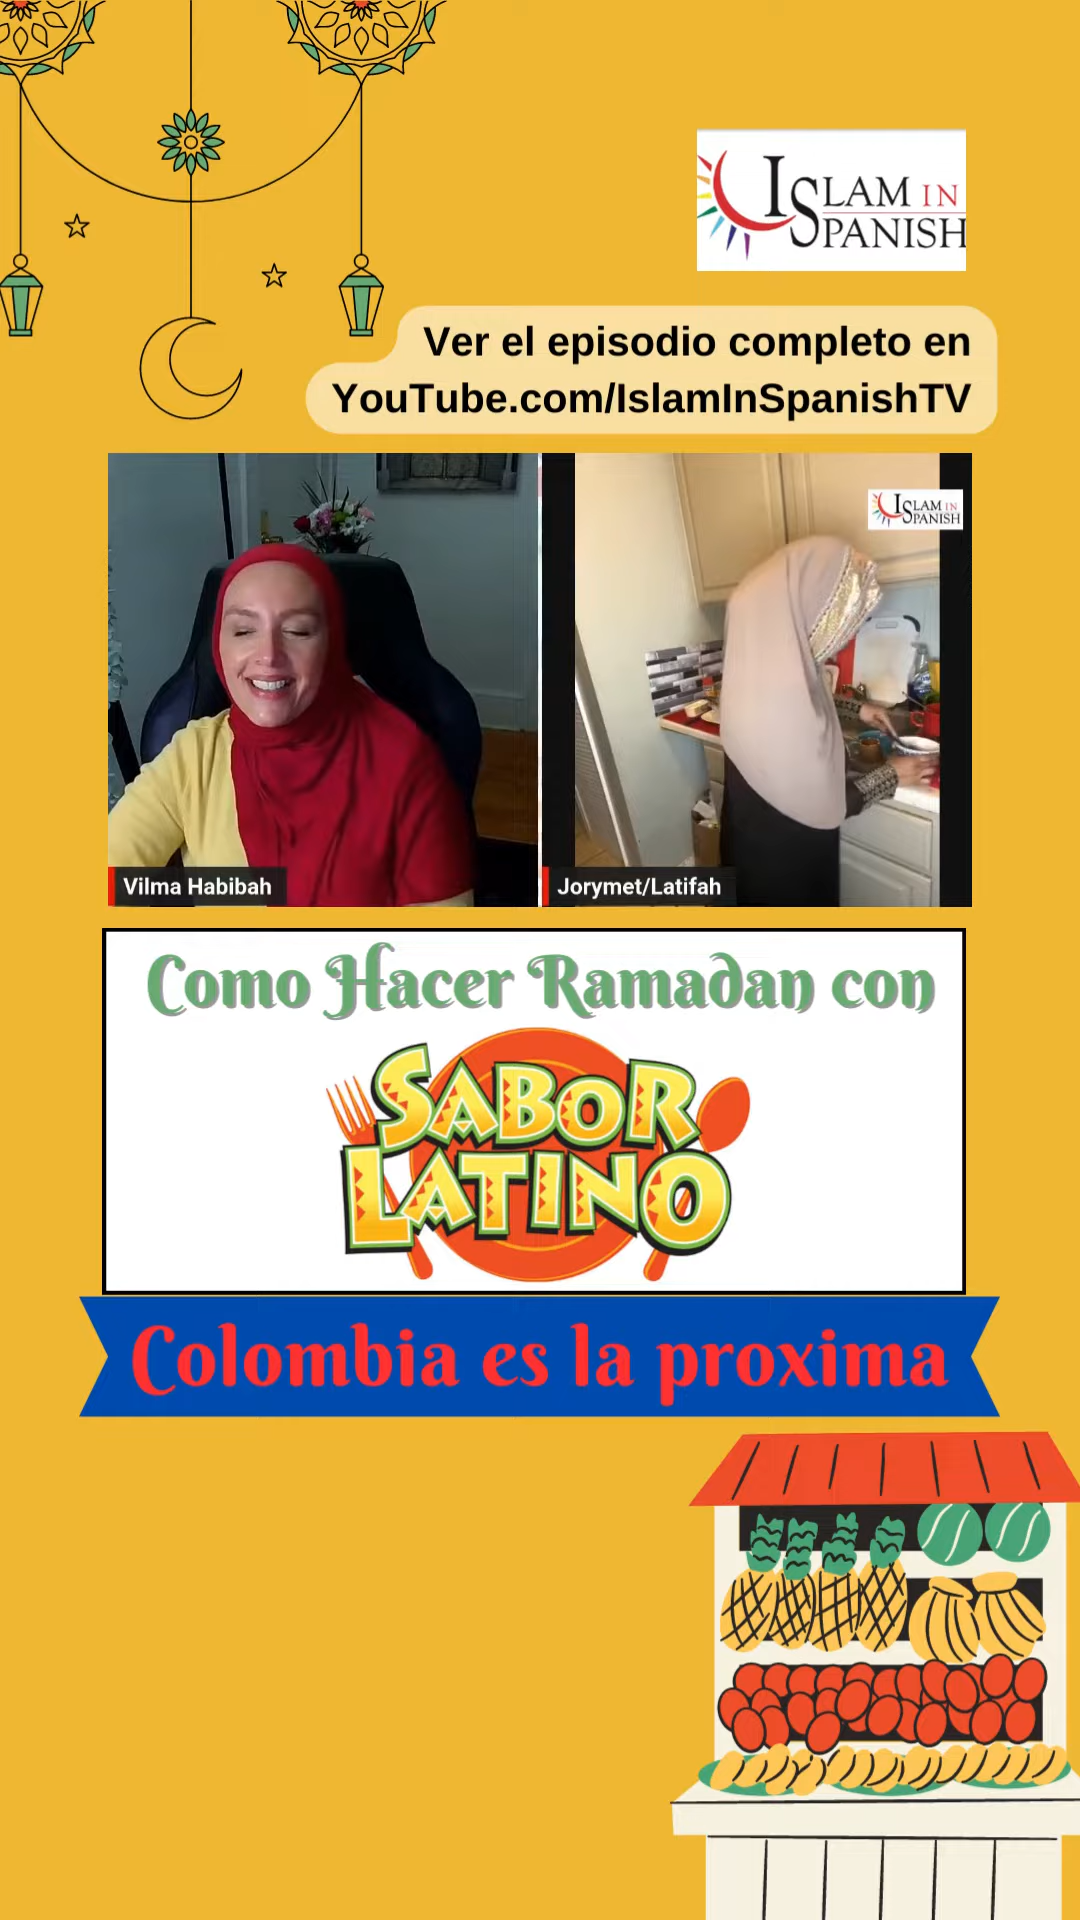 ISLAM IN
SPANISH
Ver el episodio completo en
YouTube.com/IslamInSpanishTV
ISLAM IN
SPANISH
Vilma Habibah
Jorymet/Latifah
Como Hacer Ramadan con
SABOR
LATINO
Colombia es la proxima